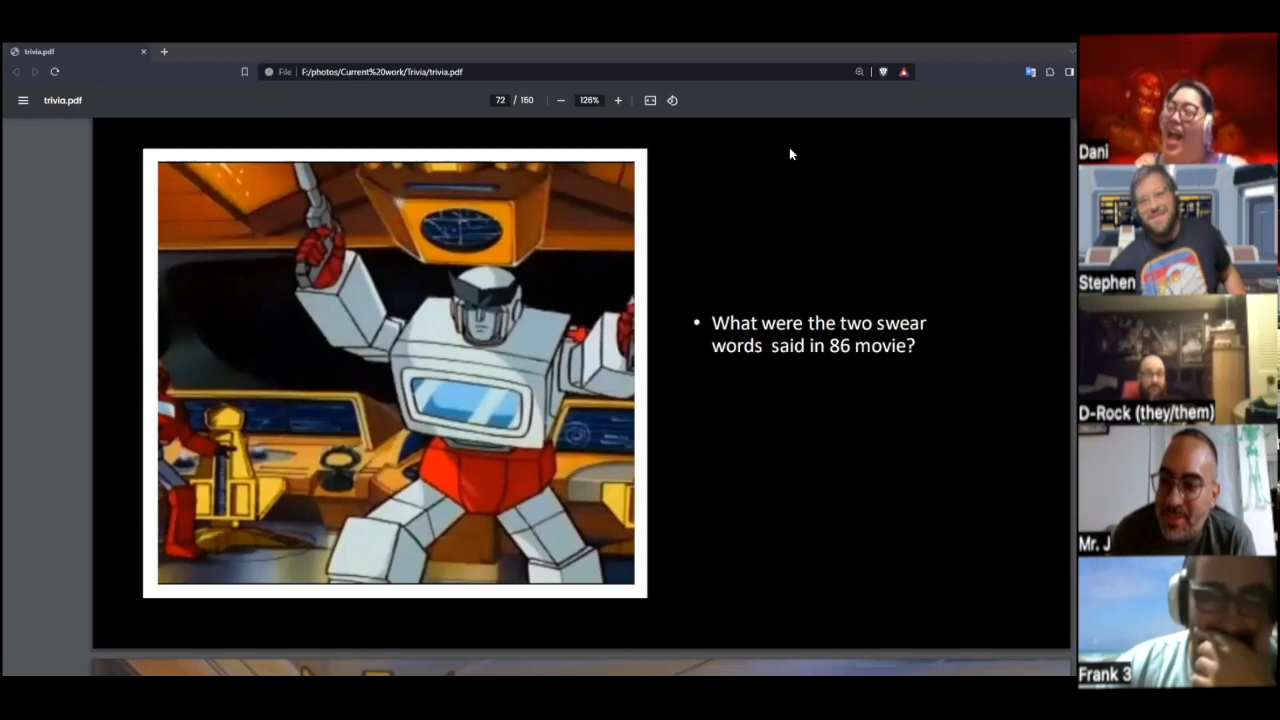 trivia.pdf
File
F:/photos/Current%20work/Trivia/trivia.pdf
trivia.pdf
72 / 150
126%
• What were the two swear
words  said in 86 movie?
Dani
Stephen
D-Rock (they/them)
Mr. J
Frank 3